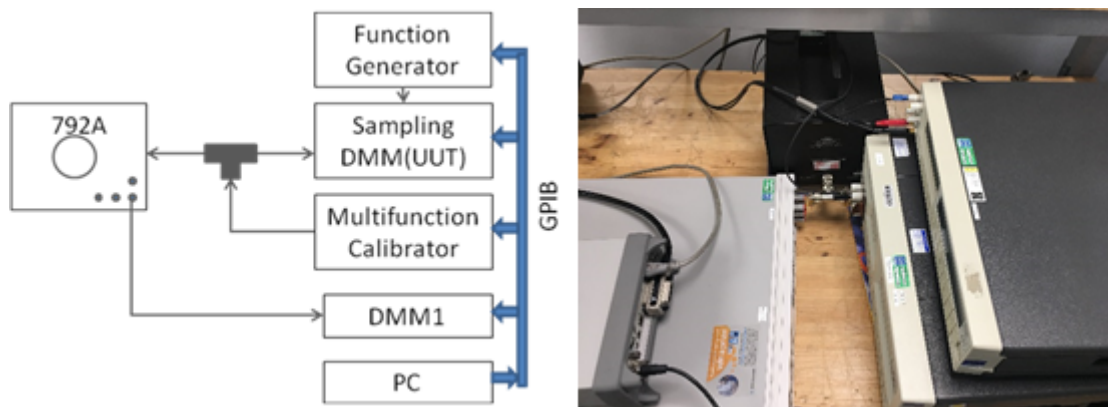 Function
Generator
792A
Sampling
DMM(UUT)
Multifunction
Calibrator
DMM1
PC
GPIB